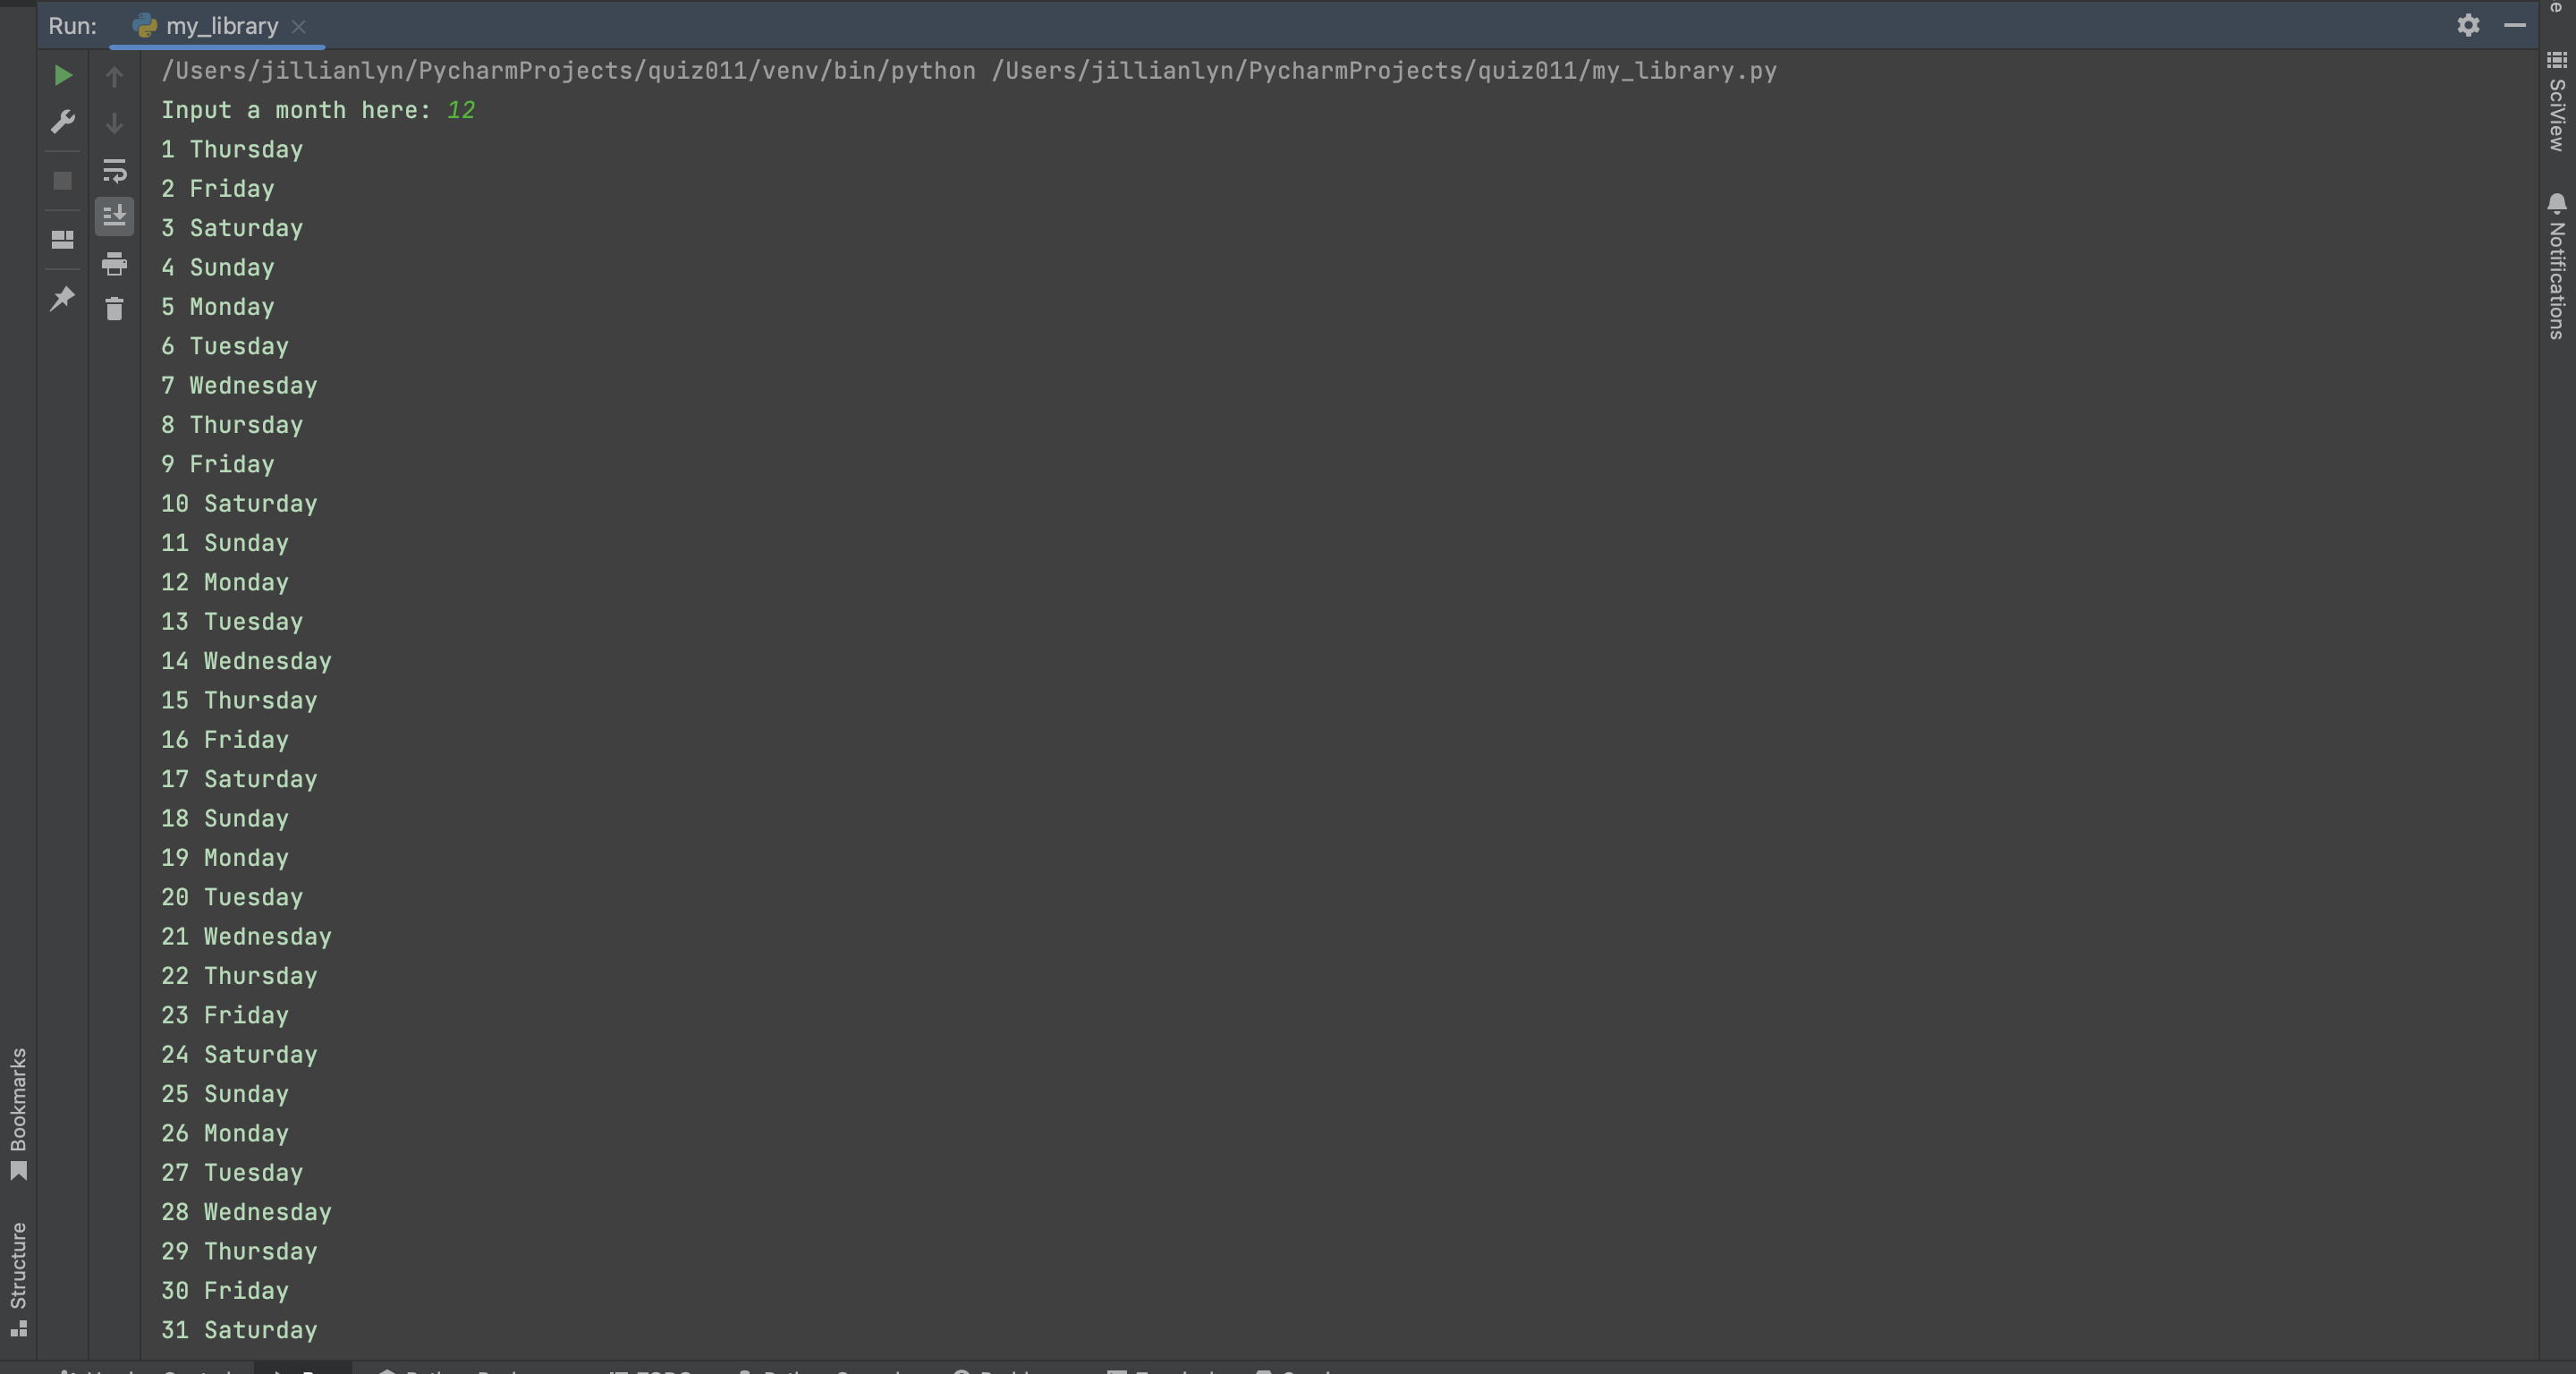 Run: my_library
/Users/jillianlyn/PycharmProjects/quiz011/venv/bin/python /Users/jillianlyn/PycharmProjects/quiz011/my_library.py
Input a month here: 12
1 Thursday
2 Friday
3 Saturday
4 Sunday
5 Monday
6 Tuesday
7 Wednesday
8 Thursday
9 Friday
10 Saturday
11 Sunday
12 Monday
13 Tuesday
14 Wednesday
15 Thursday
16 Friday
17 Saturday
18 Sunday
19 Monday
20 Tuesday
21 Wednesday
22 Thursday
23 Friday
24 Saturday
25 Sunday
26 Monday
27 Tuesday
28 Wednesday
29 Thursday
30 Friday
31 Saturday
Bookmarks
Structure
SciView
Notifications